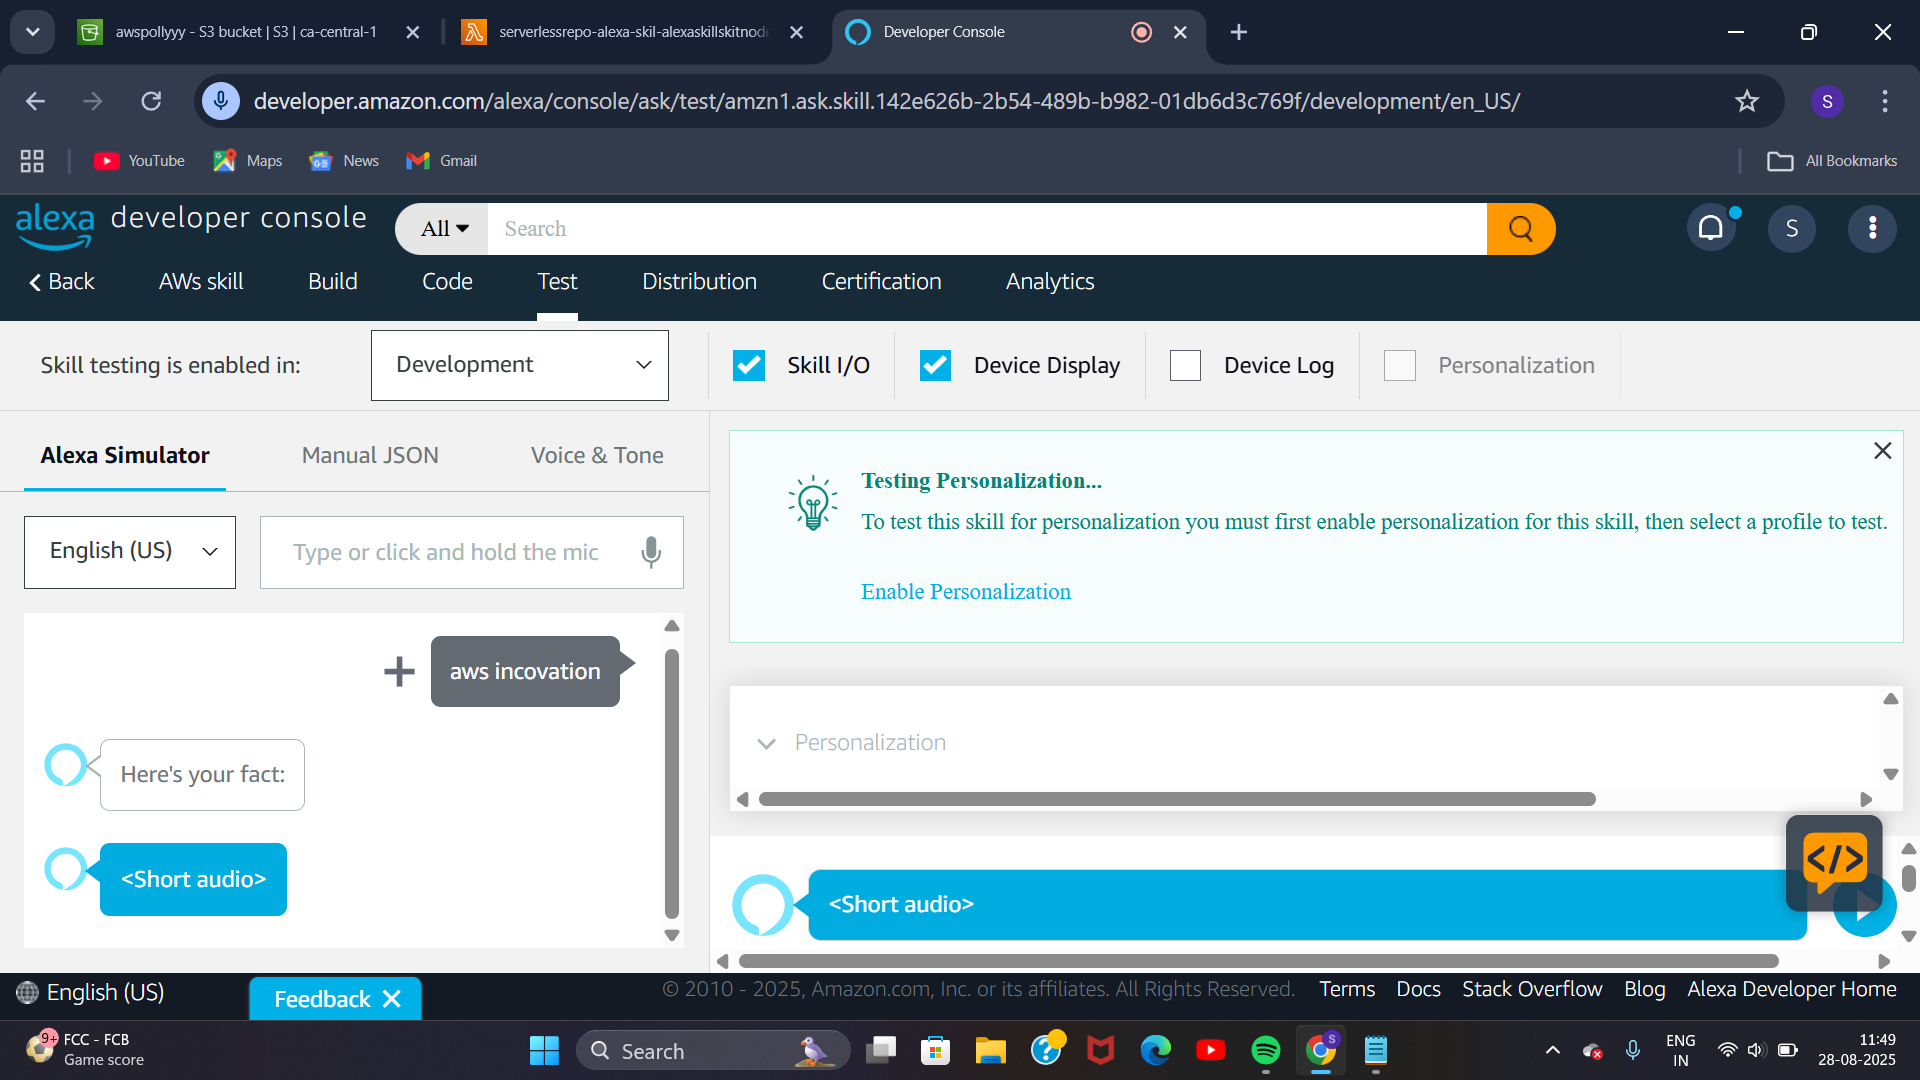 awspollyyy - S3 bucket | S3 | ca-central-1
serverlessrepo-alexa-skil-alexaskillskitnod
Developer Console
developer.amazon.com/alexa/console/ask/test/amzn1.ask.skill.142e626b-2b54-489b-b982-01db6d3c769f/development/en_US/
S
YouTube
Maps
News
Gmail
All Bookmarks
alexa developer console
All
Search
S
Back
AWs skill
Build
Code
Test
Distribution
Certification
Analytics
Skill testing is enabled in:
Development
Skill I/O
Device Display
Device Log
Personalization
Alexa Simulator
Manual JSON
Voice & Tone
English (US)
Type or click and hold the mic
aws incovation
Here's your fact:
<Short audio>
Testing Personalization...
To test this skill for personalization you must first enable personalization for this skill, then select a profile to test.
Enable Personalization
Personalization
<Short audio>
</>
English (US)
Feedback
© 2010 - 2025, Amazon.com, Inc. or its affiliates. All Rights Reserved.
Terms
Docs
Stack Overflow
Blog
Alexa Developer Home
9+
FCC - FCB
Game score
Search
S
ENG
IN
11:49
28-08-2025